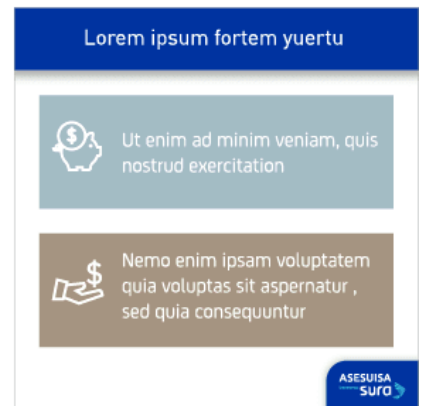 Lorem ipsum fortem yuertu
Ut enim ad minim veniam, quis
nostrud exercitation
Nemo enim ipsam voluptatem
quia voluptas sit aspernatur ,
sed quia consequuntur
ASESUISA
sura